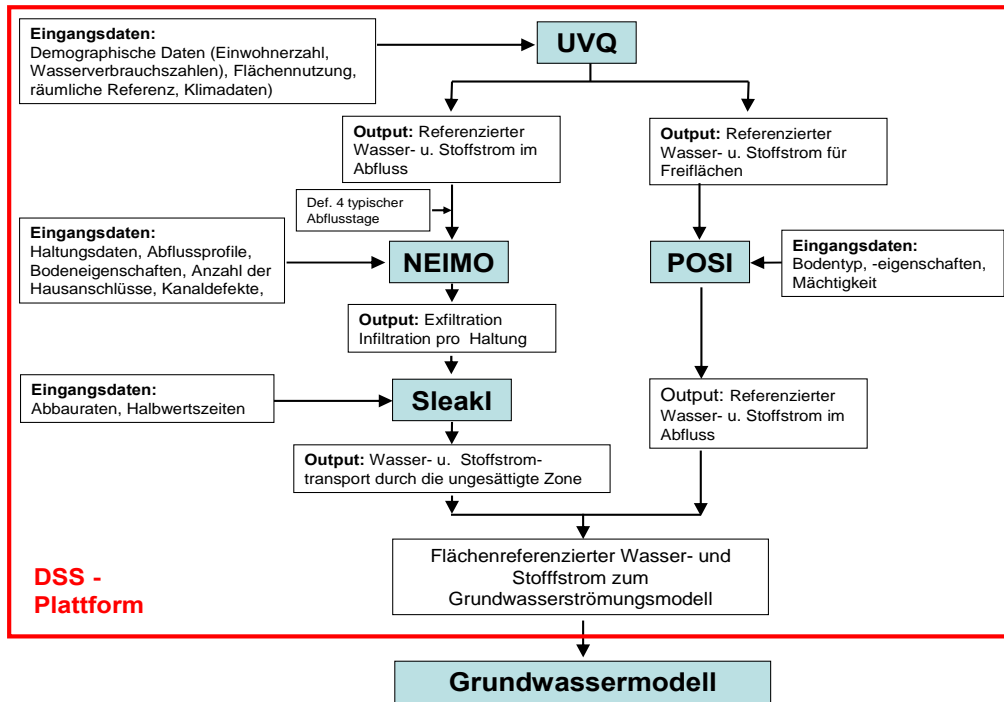 Eingangsdaten:
Demographische Daten (Einwohnerzahl,
Wasserverbrauchszahlen), Flächennutzung,
räumliche Referenz, Klimadaten)
UVQ
Output: Referenzierter
Wasser- u. Stoffstrom im
Abfluss
Output: Referenzierter
Wasser- u. Stoffstrom für
Freiflächen
Def. 4 typischer
Abflusstage
Eingangsdaten:
Haltungsdaten, Abflussprofile,
Bodeneigenschaften, Anzahl der
Hausanschlüsse, Kanaldefekte,
NEIMO
POSI
Eingangsdaten:
Bodentyp, -eigenschaften,
Mächtigkeit
Output: Exfiltration
Infiltration pro Haltung
Eingangsdaten:
Abbauraten, Halbwertszeiten
Sleakl
Output: Referenzierter
Wasser- u. Stoffstrom im
Abfluss
Output: Wasser- u. Stoffstrom-
transport durch die ungesättigte Zone
Flächenreferenzierter Wasser- und
Stofffstrom zum
Grundwasserströmungsmodell
DSS -
Plattform
Grundwassermodell